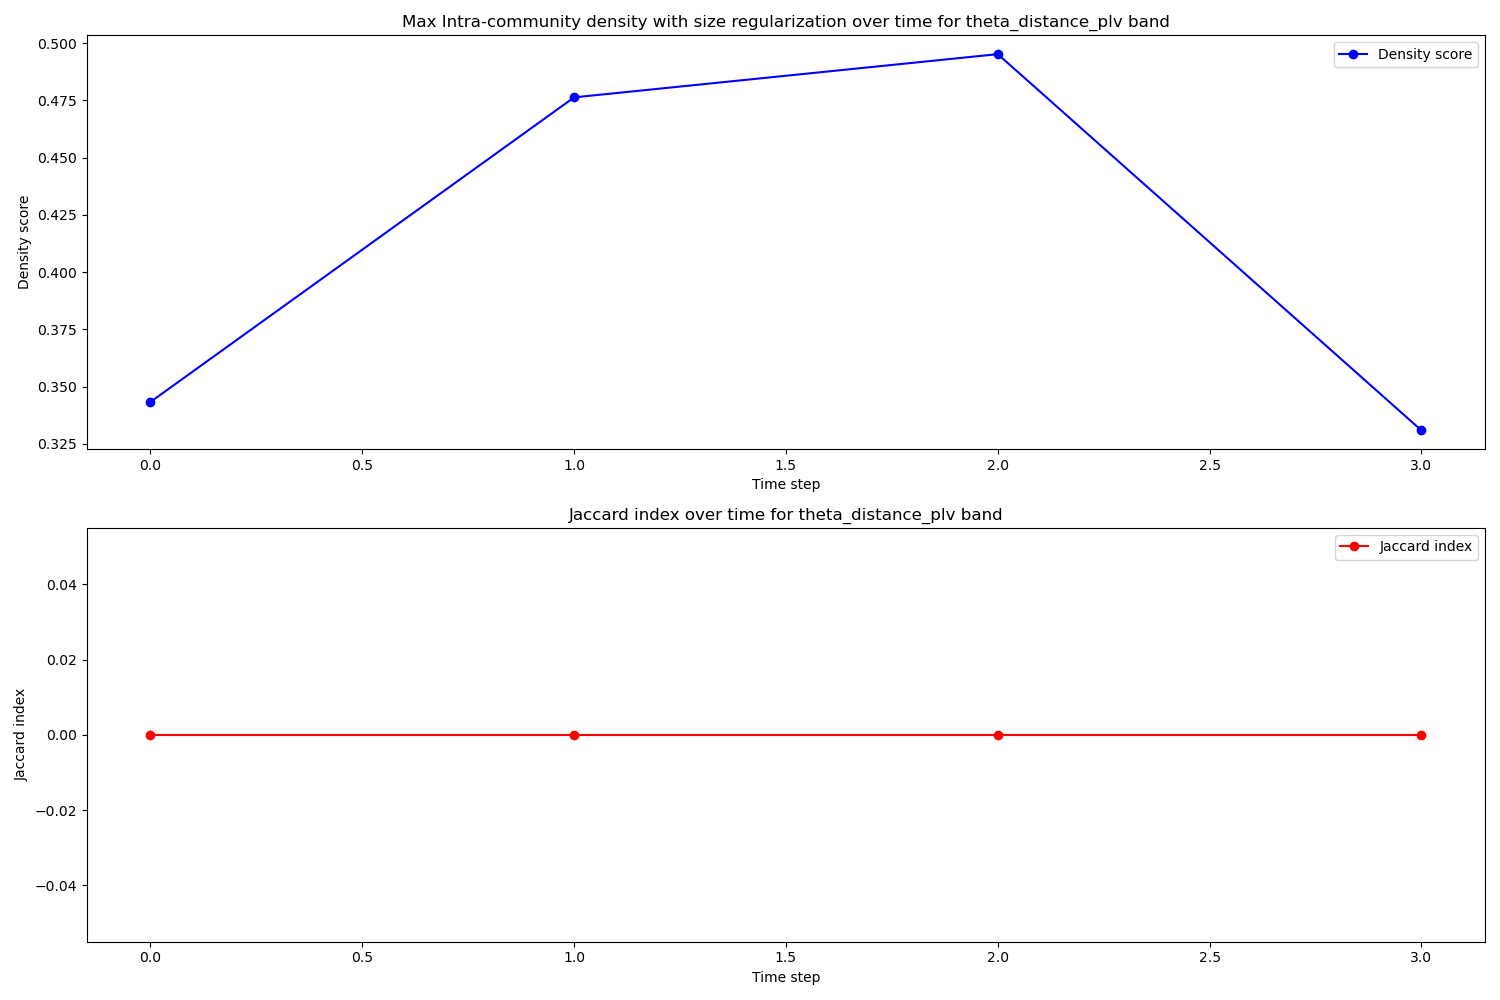 Max Intra-community density with size regularization over time for theta_distance_plv band
0.500
0.475
0.450
0.425
0.400
0.375
0.350
0.325
Density score
Density score
0.0 0.5 1.0 1.5 2.0 2.5 3.0
Time step
Jaccard index over time for theta_distance_plv band
0.04
0.02
0.00
−0.02
−0.04
Jaccard index
Jaccard index
0.0 0.5 1.0 1.5 2.0 2.5 3.0
Time step